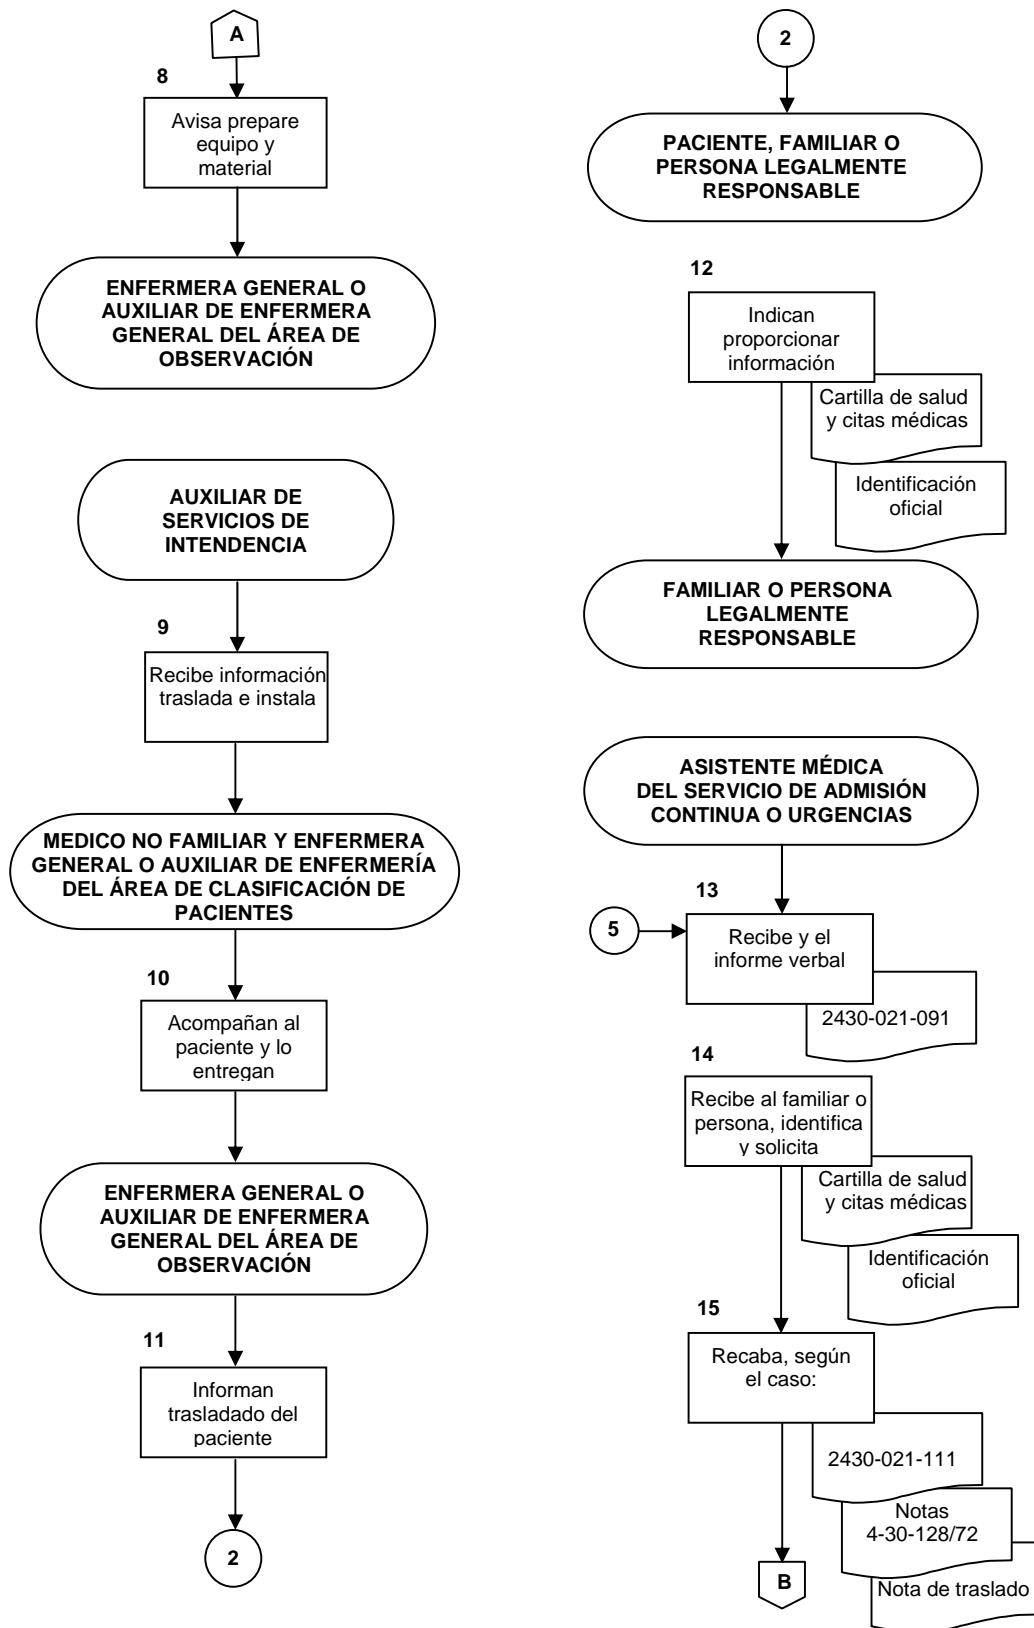 A
8
Avisa prepare
equipo y
material
ENFERMERA GENERAL O
AUXILIAR DE ENFERMERA
GENERAL DEL ÁREA DE
OBSERVACIÓN
AUXILIAR DE
SERVICIOS DE
INTENDENCIA
9
Recibe información
traslada e instala
MEDICO NO FAMILIAR Y ENFERMERA
GENERAL O AUXILIAR DE ENFERMERÍA
DEL ÁREA DE CLASIFICACIÓN DE
PACIENTES
10
Acompañan al
paciente y lo
entregan
ENFERMERA GENERAL O
AUXILIAR DE ENFERMERA
GENERAL DEL ÁREA DE
OBSERVACIÓN
11
Informan
trasladado del
paciente
2
2
PACIENTE, FAMILIAR O
PERSONA LEGALMENTE
RESPONSABLE
12
Indican
proporcionar
información
Cartilla de salud
y citas médicas
Identificación
oficial
FAMILIAR O PERSONA
LEGALMENTE
RESPONSABLE
ASISTENTE MÉDICA
DEL SERVICIO DE ADMISIÓN
CONTINUA O URGENCIAS
13
5
Recibe y el
informe verbal
2430-021-091
14
Recibe al familiar o
persona, identifica
y solicita
Cartilla de salud
y citas médicas
Identificación
oficial
15
Recaba, según
el caso:
2430-021-111
Notas
4-30-128/72
Nota de traslado
B